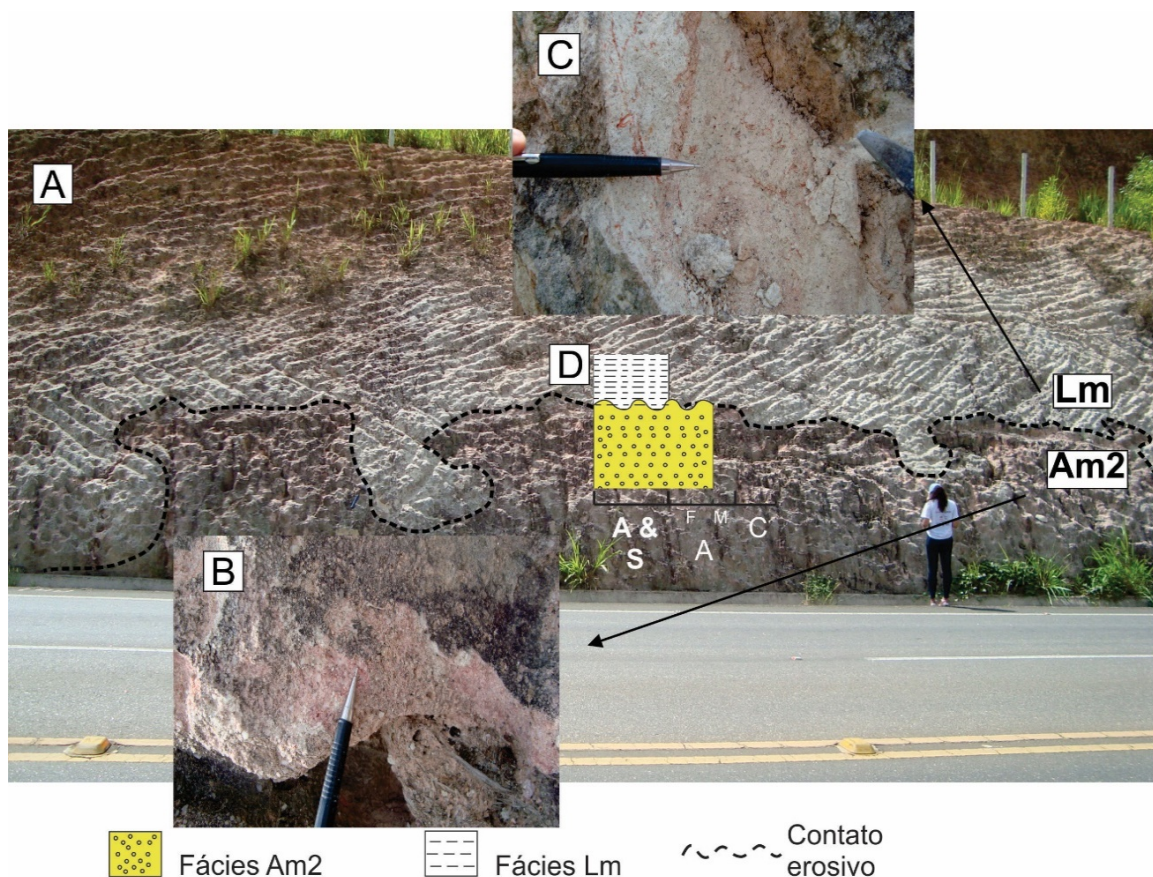 C
A
D
Lm
Am2
F M
A & C
S A
B
Fácies Am2
Fácies Lm
Contato
erosivo